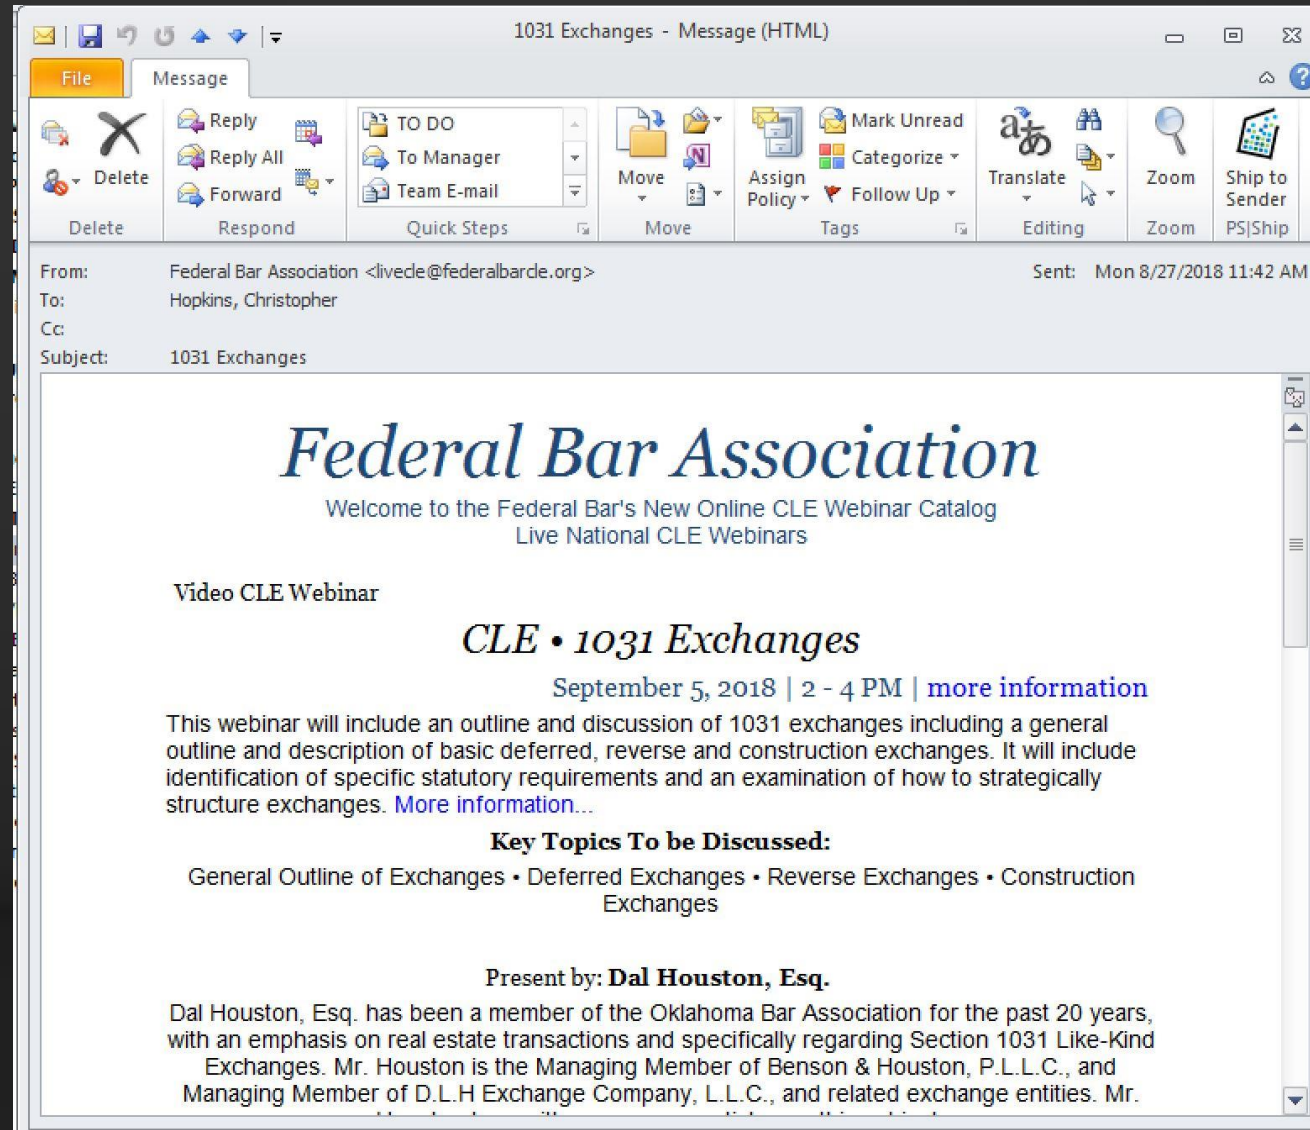 1031 Exchanges - Message (HTML)
File Message
Reply
Reply All
Forward
Delete
TO DO
To Manager
Team E-mail
Move
Assign Policy
Mark Unread
Categorize
Follow Up
Translate
Zoom
Ship to Sender
Delete Respond Quick Steps Move Tags Editing Zoom PS|Ship
From: Federal Bar Association <livecle@federalbarcle.org> Sent: Mon 8/27/2018 11:42 AM
To: Hopkins, Christopher
Cc:
Subject: 1031 Exchanges
Federal Bar Association
Welcome to the Federal Bar's New Online CLE Webinar Catalog
Live National CLE Webinars
Video CLE Webinar
CLE • 1031 Exchanges
September 5, 2018 | 2 - 4 PM | more information
This webinar will include an outline and discussion of 1031 exchanges including a general
outline and description of basic deferred, reverse and construction exchanges. It will include
identification of specific statutory requirements and an examination of how to strategically
structure exchanges. More information...
Key Topics To be Discussed:
General Outline of Exchanges • Deferred Exchanges • Reverse Exchanges • Construction
Exchanges
Present by: Dal Houston, Esq.
Dal Houston, Esq. has been a member of the Oklahoma Bar Association for the past 20 years,
with an emphasis on real estate transactions and specifically regarding Section 1031 Like-Kind
Exchanges. Mr. Houston is the Managing Member of Benson & Houston, P.L.L.C., and
Managing Member of D.L.H Exchange Company, L.L.C., and related exchange entities. Mr.